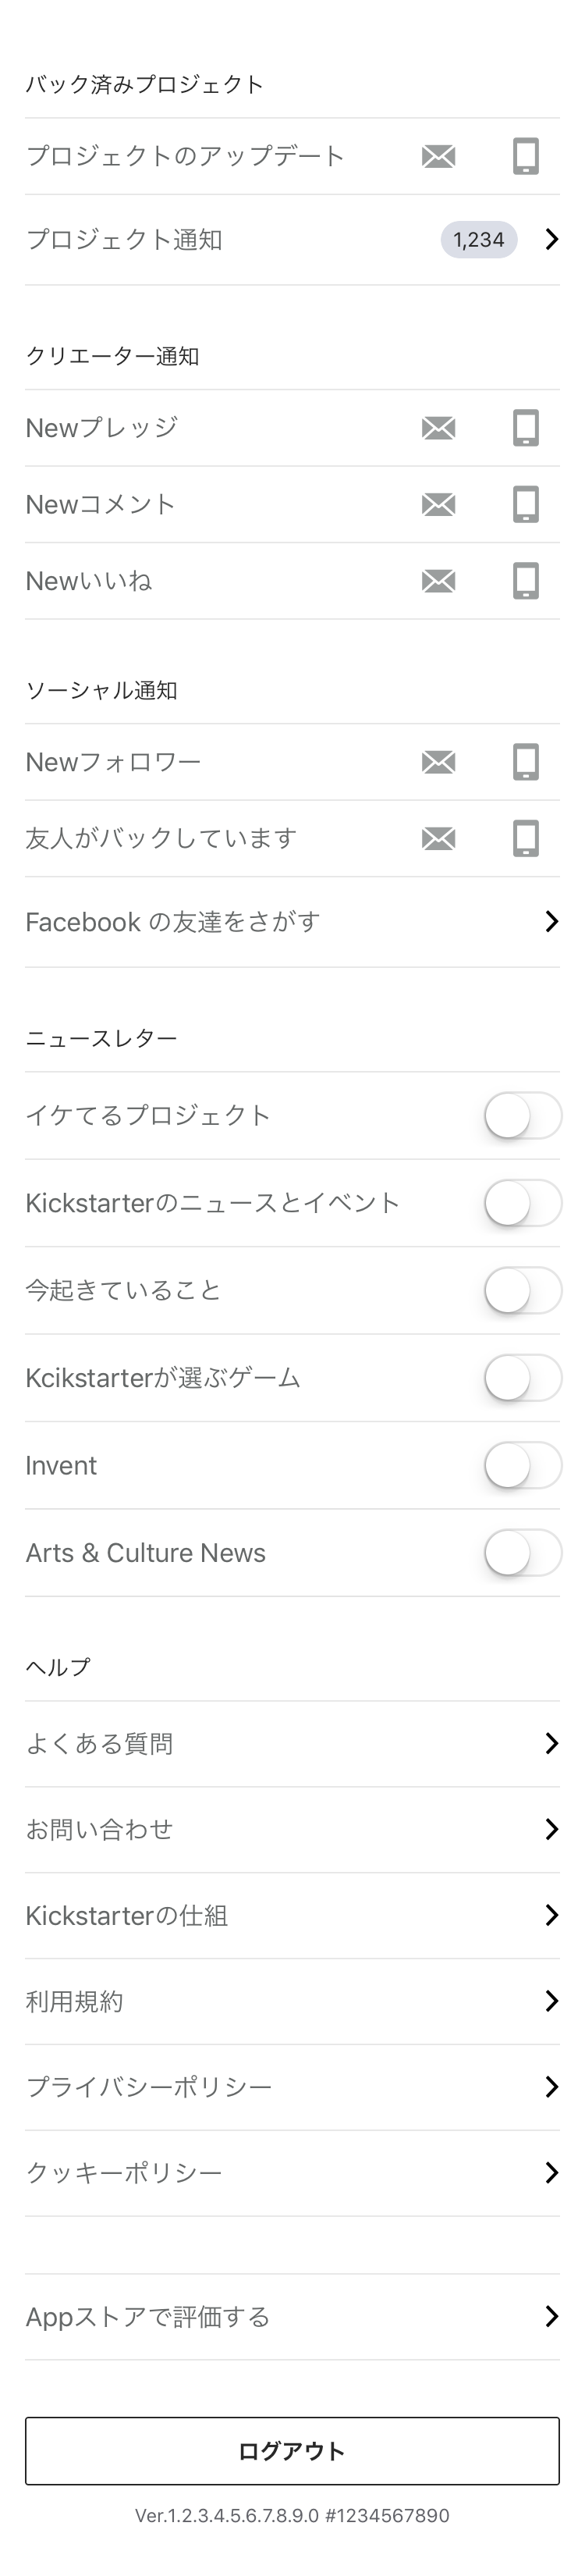 バック済みプロジェクト
プロジェクトのアップデート
プロジェクト通知 1,234
クリエーター通知
Newプレッジ
Newコメント
Newいいね
ソーシャル通知
Newフォロワー
友人がバックしています
Facebook の友達をさがす
ニュースレター
イケてるプロジェクト
Kickstarterのニュースとイベント
今起きていること
Kcikstarterが選ぶゲーム
Invent
Arts & Culture News
ヘルプ
よくある質問
お問い合わせ
Kickstarterの仕組
利用規約
プライバシーポリシー
クッキーポリシー
Appストアで評価する
ログアウト
Ver.1.2.3.4.5.6.7.8.9.0 #1234567890